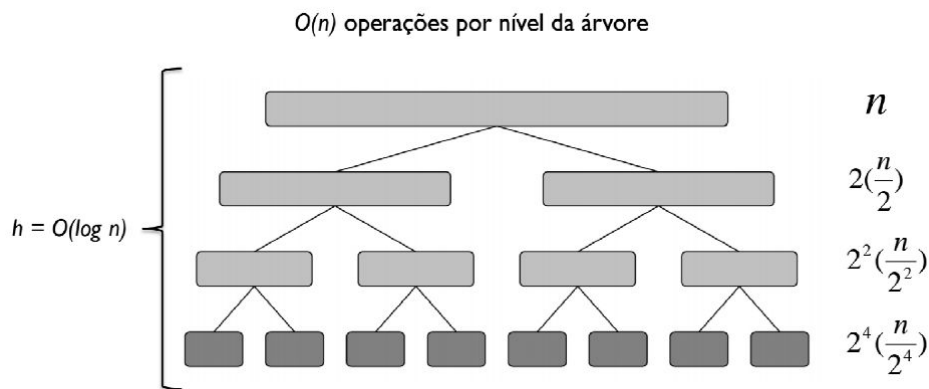 O(n) operações por nível da árvore
n
2(n/2)
h = O(log n)
2²(n/2²)
2⁴(n/2⁴)